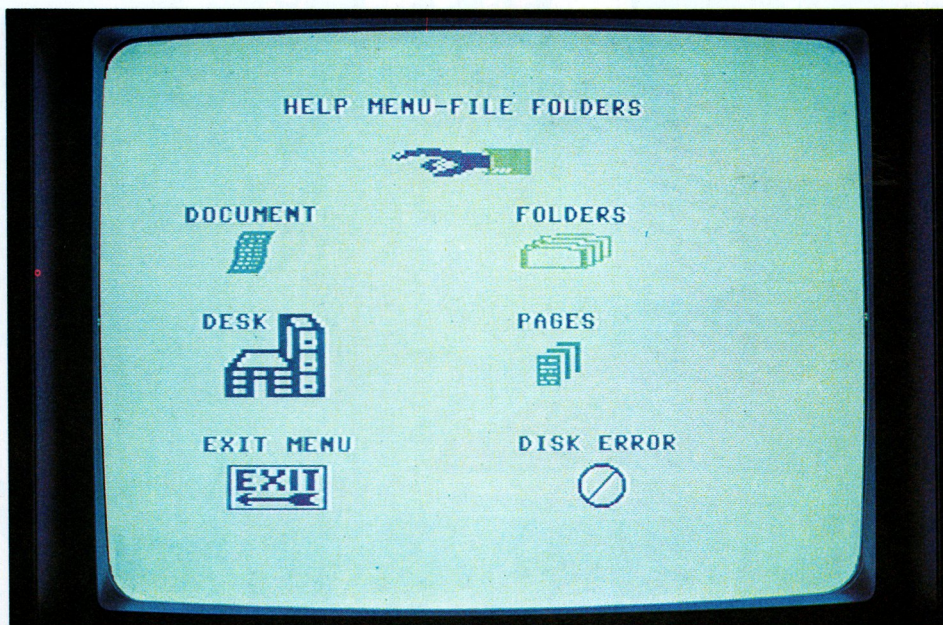 HELP MENU-FILE FOLDERS
DOCUMENT
FOLDERS
DESK
PAGES
EXIT MENU
DISK ERROR
EXIT